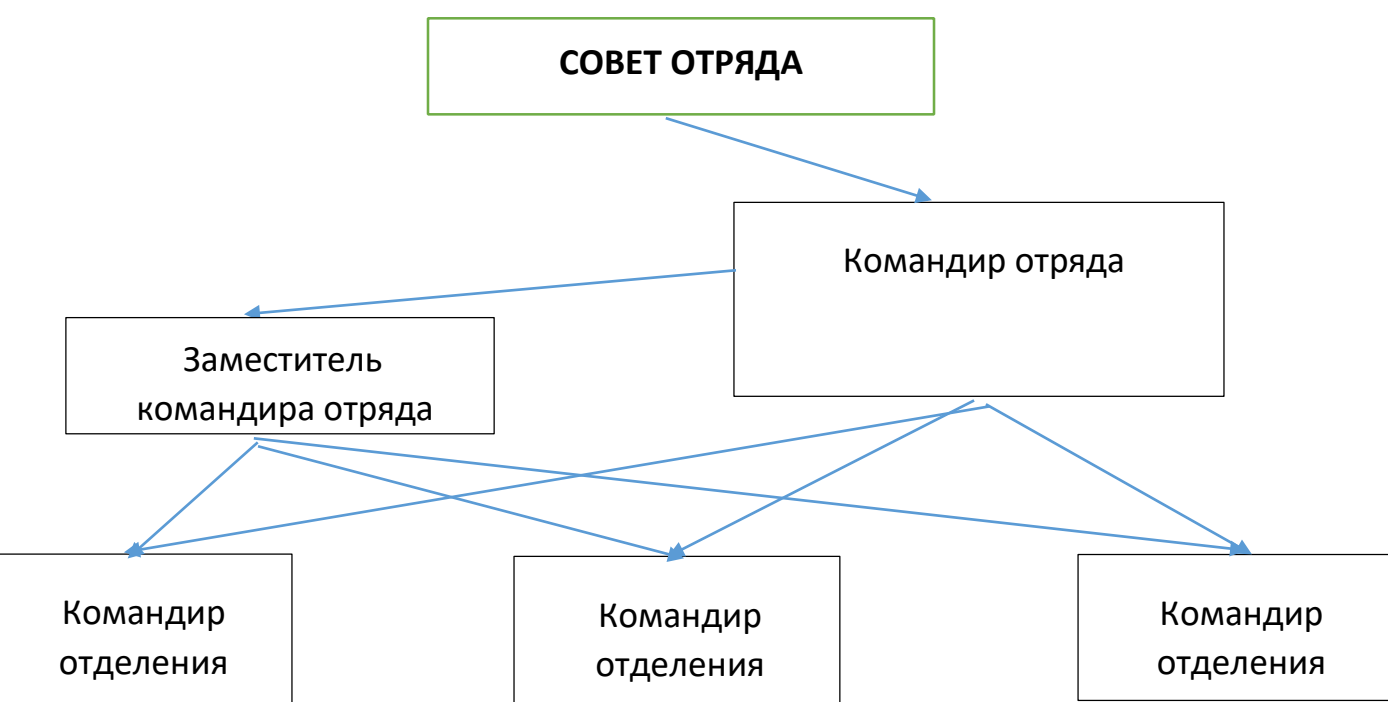 СОВЕТ ОТРЯДА
Командир отряда
Заместитель
командира отряда
Командир
отделения
Командир
отделения
Командир
отделения